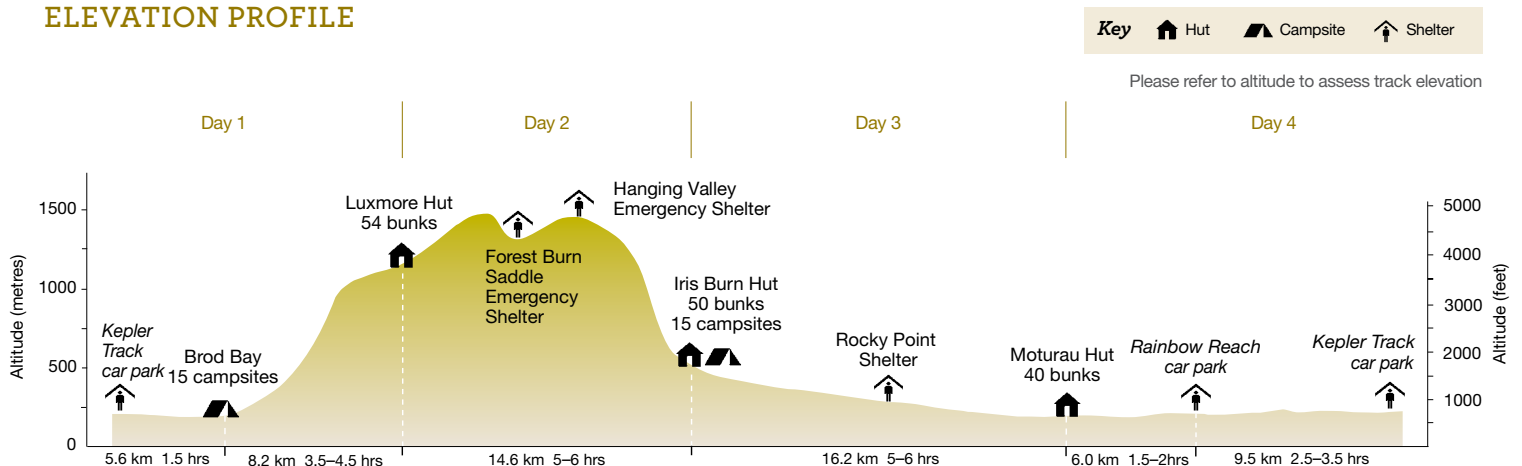 ELEVATION PROFILE
Key Hut Campsite Shelter
Please refer to altitude to assess track elevation
Day 1 Day 2 Day 3 Day 4
Altitude (metres)
1500
1000
500
0
Kepler
Track
car park
Brod Bay
15 campsites
Luxmore Hut
54 bunks
Forest Burn
Saddle
Emergency
Shelter
Hanging Valley
Emergency Shelter
Iris Burn Hut
50 bunks
15 campsites
Rocky Point
Shelter
Moturau Hut
40 bunks
Rainbow Reach
car park
Kepler Track
car park
5000
4000
3000
2000
1000
Altitude (feet)
5.6 km 1.5 hrs 8.2 km 3.5–4.5 hrs 14.6 km 5–6 hrs 16.2 km 5–6 hrs 6.0 km 1.5–2hrs 9.5 km 2.5–3.5 hrs